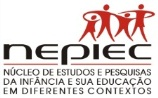 nepiec
NÚCLEO DE ESTUDOS E PESQUISAS
DA INFÂNCIA E SUA EDUCAÇÃO
EM DIFERENTES CONTEXTOS